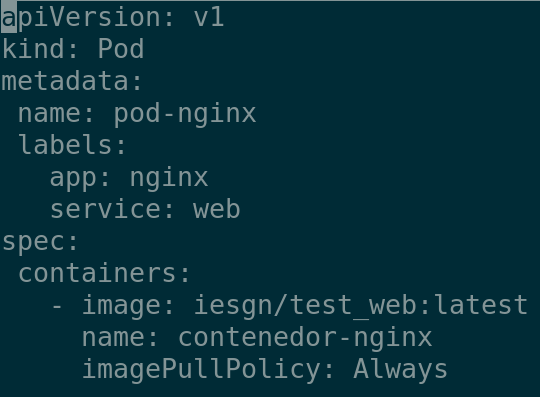 apiVersion: v1
kind: Pod
metadata:
 name: pod-nginx
 labels:
   app: nginx
   service: web
spec:
 containers:
   - image: iesgn/test_web:latest
     name: contenedor-nginx
     imagePullPolicy: Always